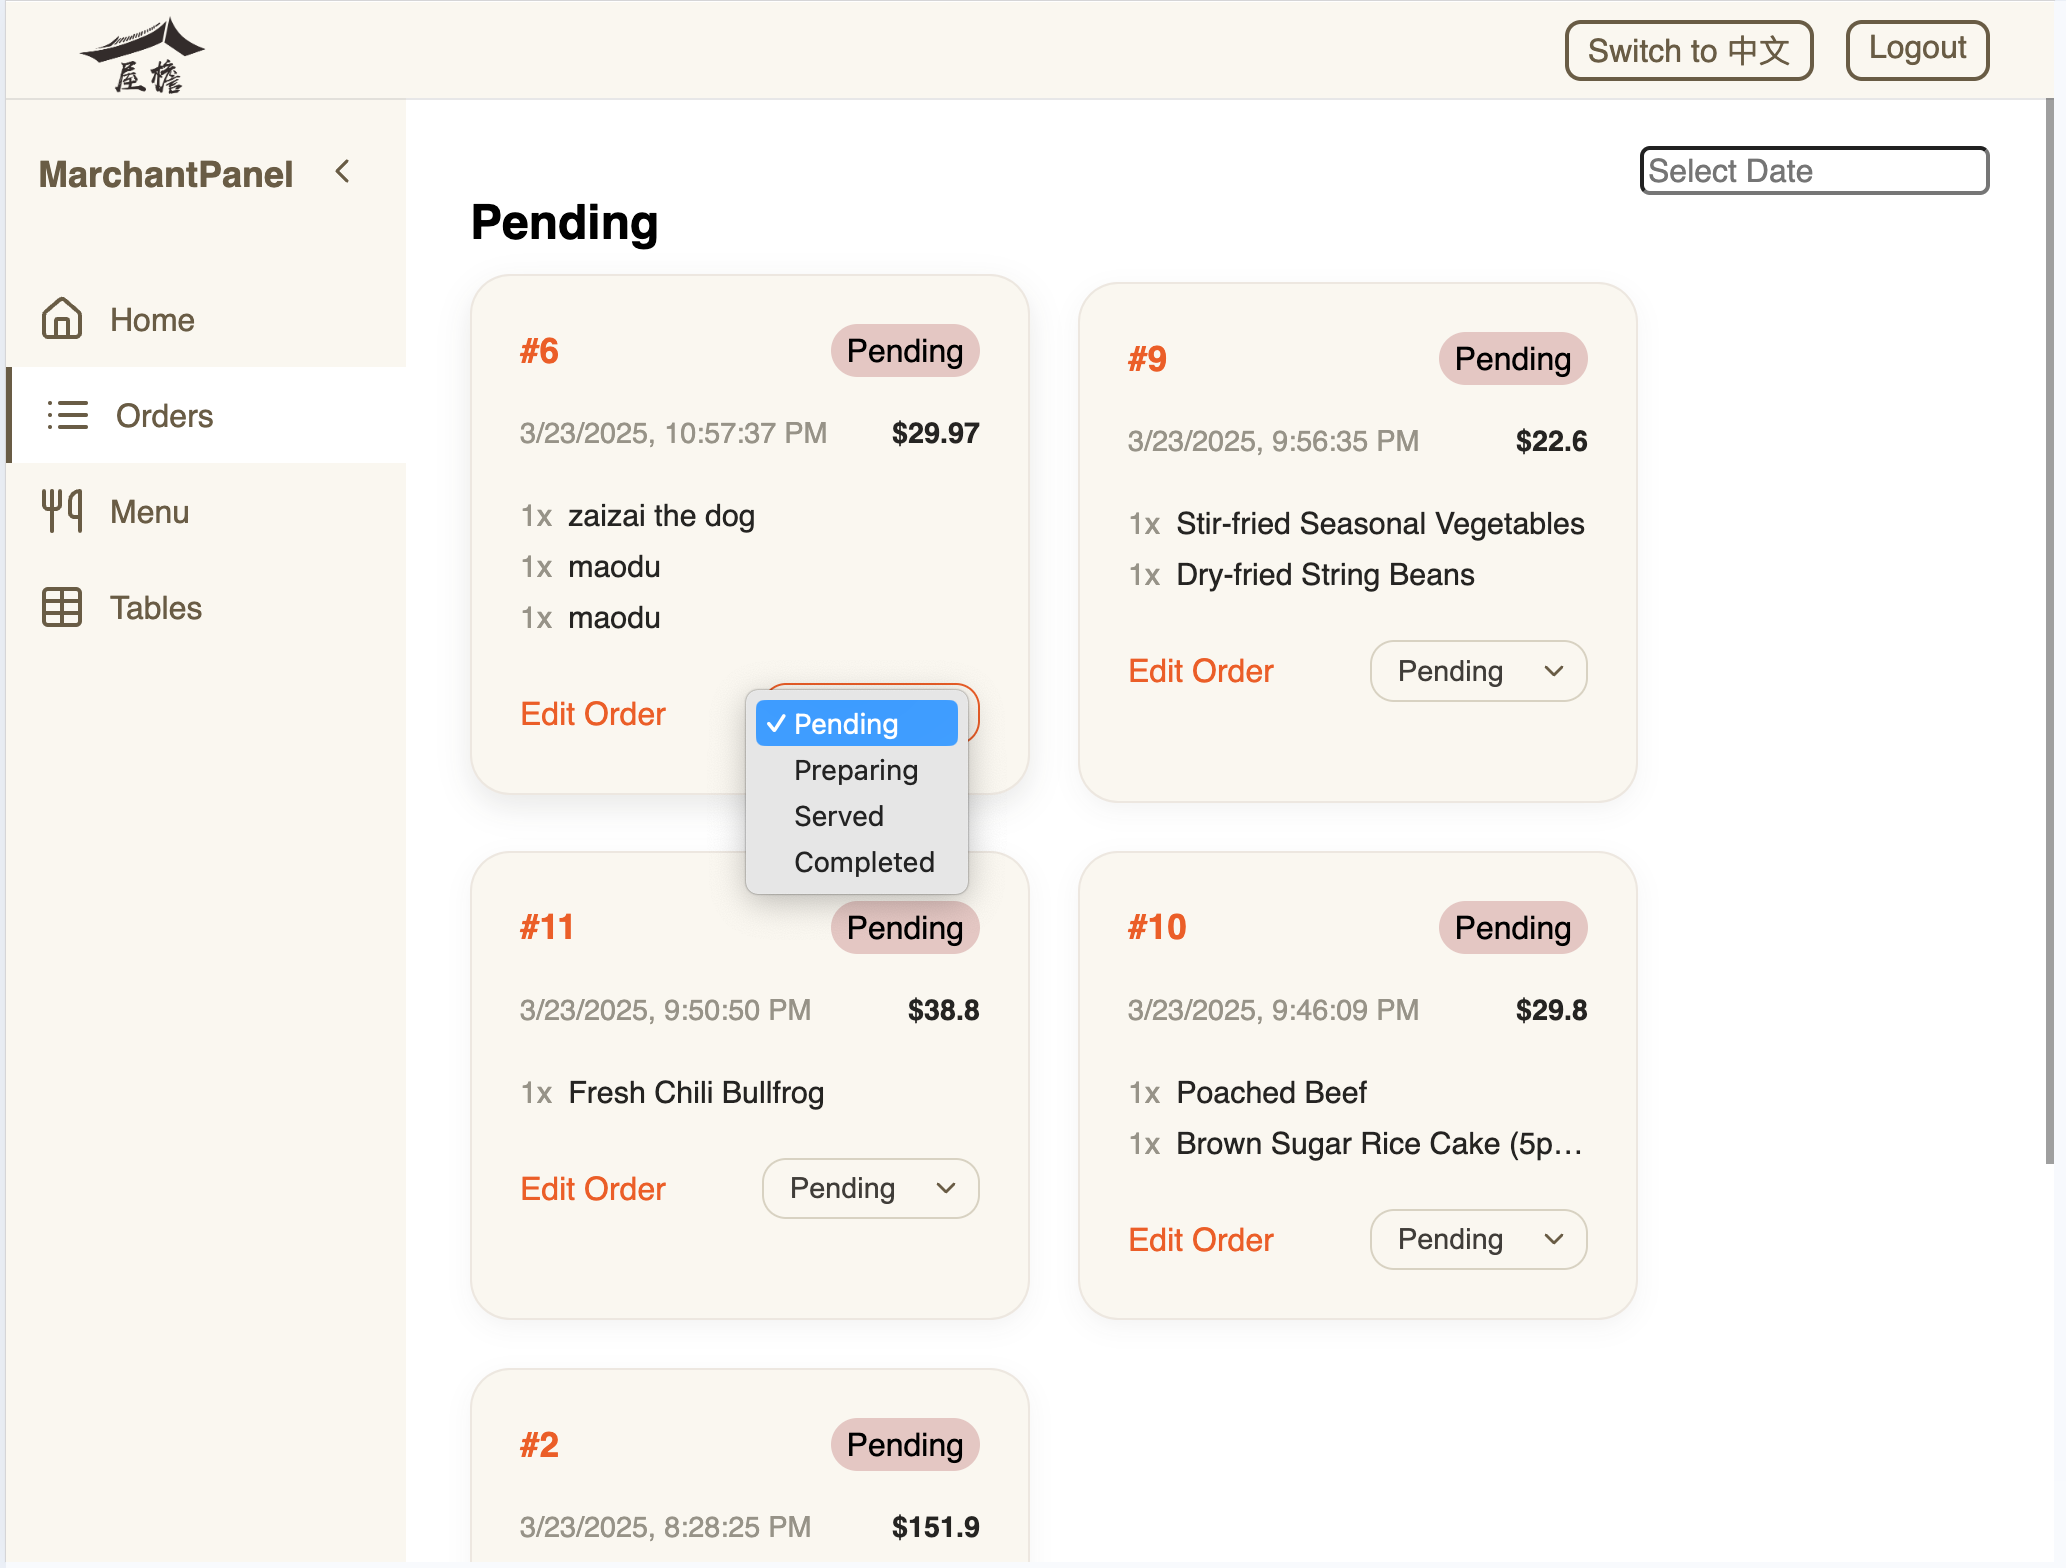 屋檐
Switch to 中文
Logout
MarchantPanel
Home
Orders
Menu
Tables
Select Date
Pending
#6
Pending
3/23/2025, 10:57:37 PM
$29.97
1x zaizai the dog
1x maodu
1x maodu
Edit Order
✓ Pending
Preparing
Served
Completed
#9
Pending
3/23/2025, 9:56:35 PM
$22.6
1x Stir-fried Seasonal Vegetables
1x Dry-fried String Beans
Edit Order
Pending
#11
Pending
3/23/2025, 9:50:50 PM
$38.8
1x Fresh Chili Bullfrog
Edit Order
Pending
#10
Pending
3/23/2025, 9:46:09 PM
$29.8
1x Poached Beef
1x Brown Sugar Rice Cake (5p...
Edit Order
Pending
#2
Pending
3/23/2025, 8:28:25 PM
$151.9